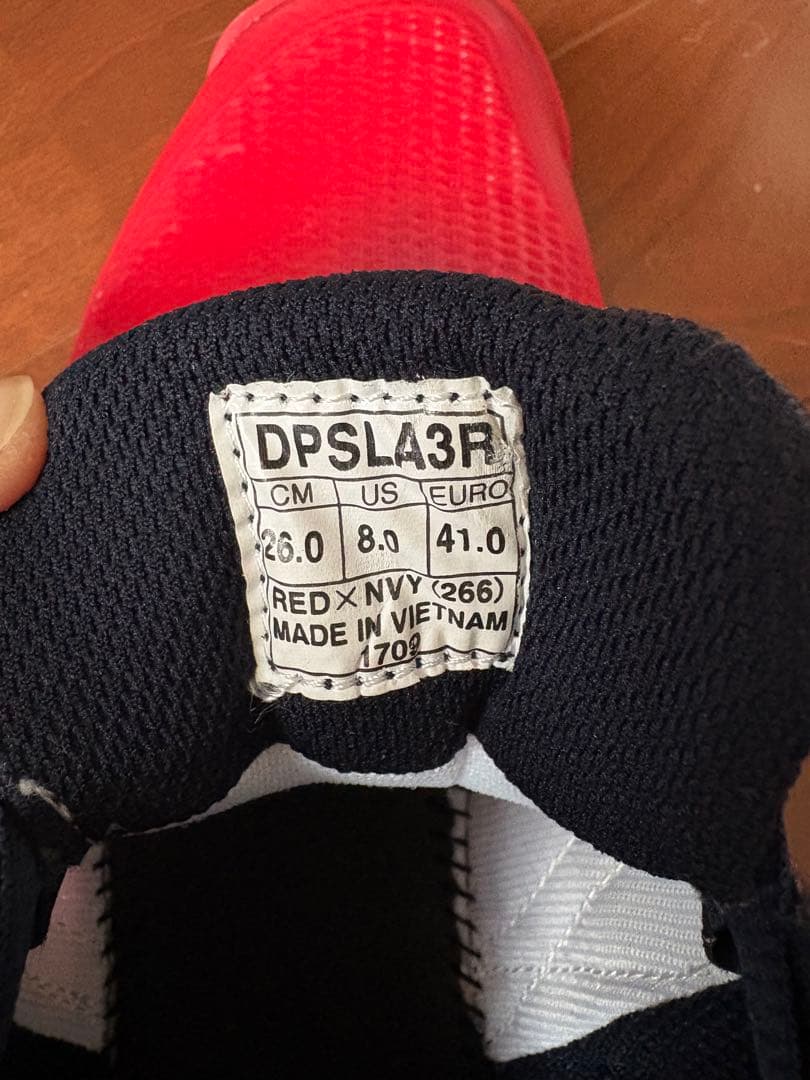 DPSLA3R
CM US EURO
26.0 8.0 41.0
RED×NVY(266)
MADE IN VIETNAM
1709